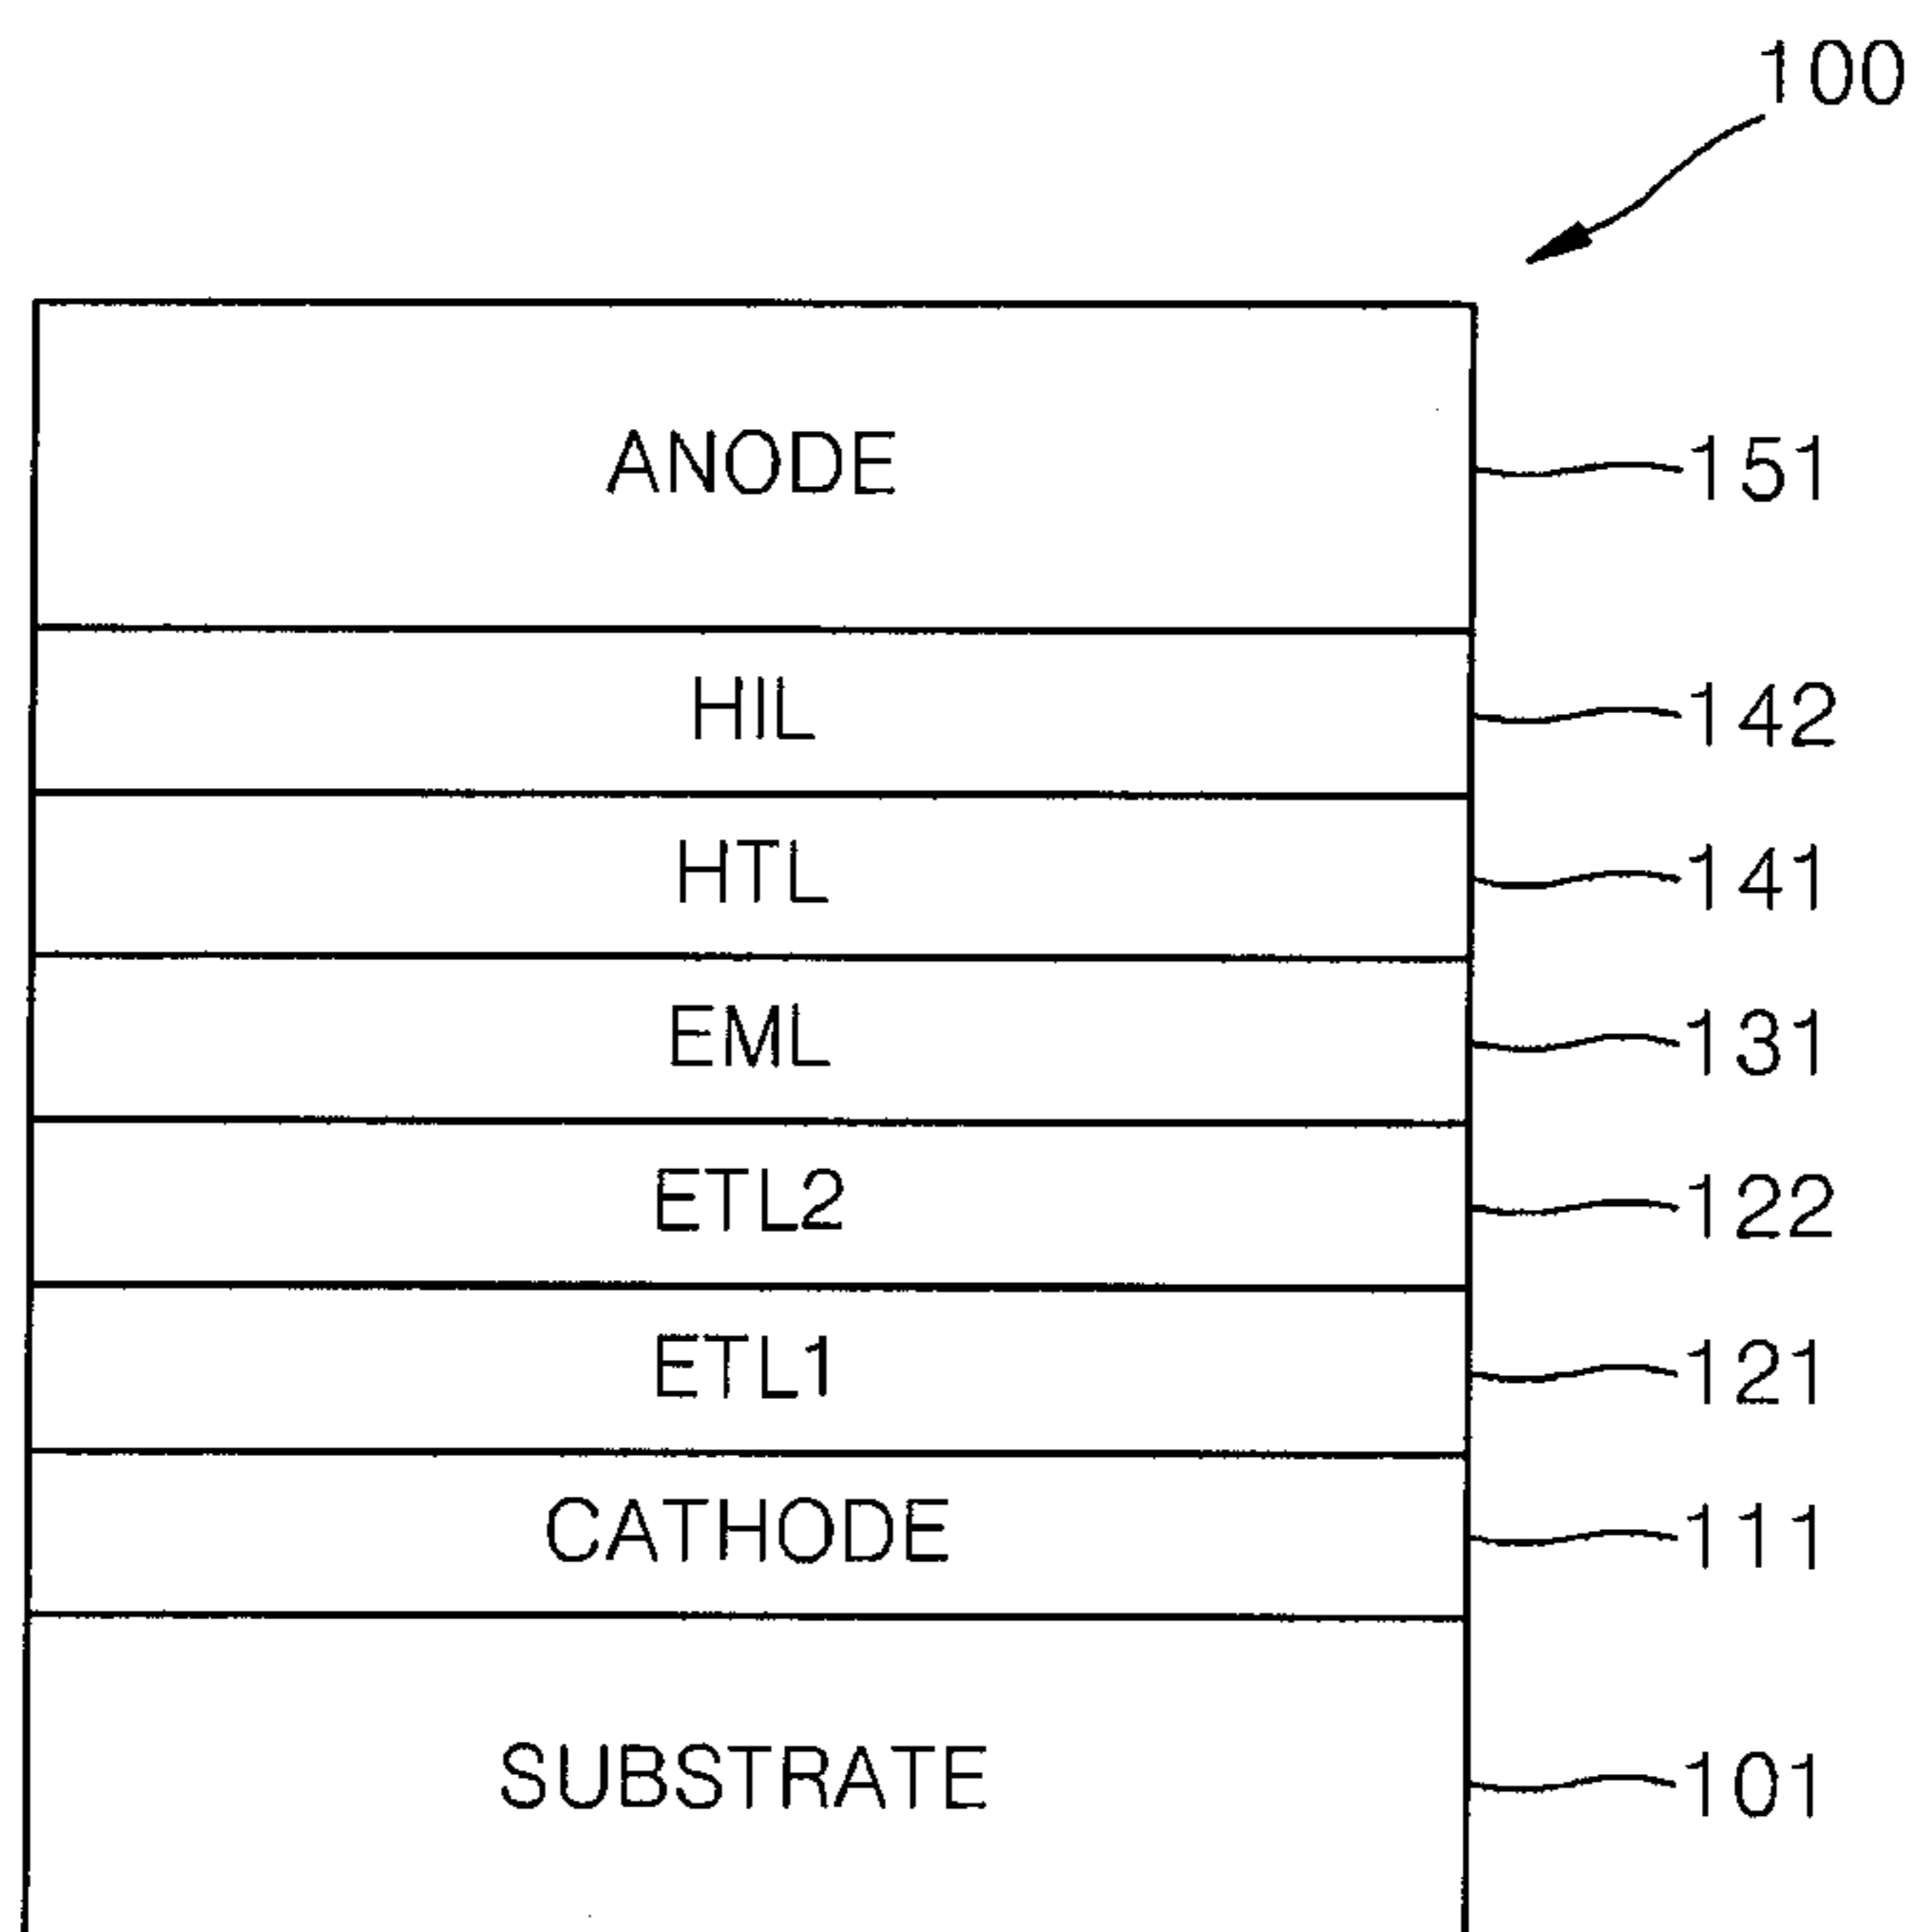 100
ANODE 151
HIL 142
HTL 141
EML 131
ETL2 122
ETL1 121
CATHODE 111
SUBSTRATE 101